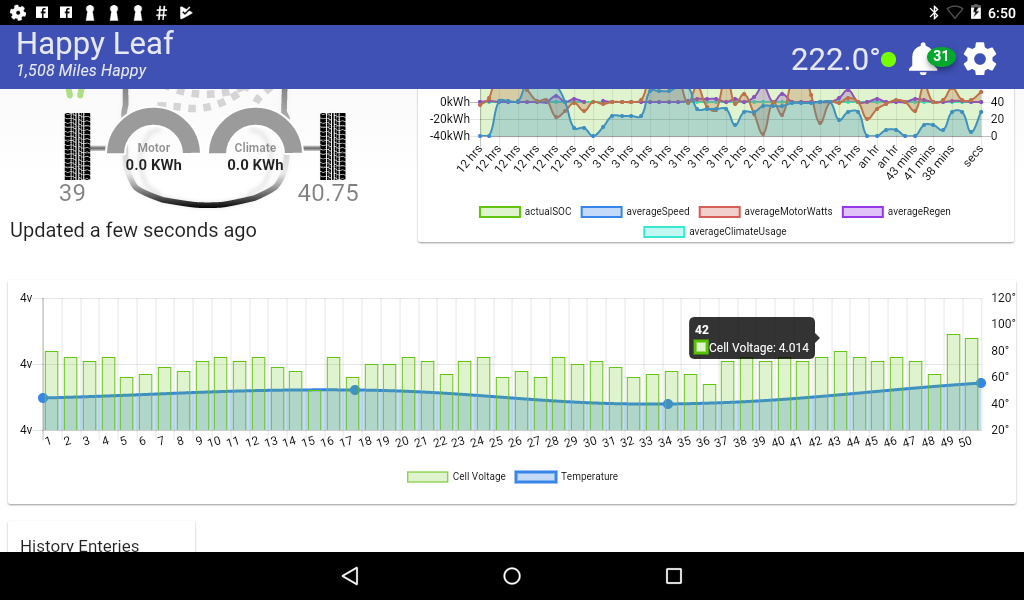 # 6:50
Happy Leaf
1,508 Miles Happy
222.0° 31
Motor
0.0 KWh
Climate
0.0 KWh
39
40.75
Updated a few seconds ago
0kWh
-20kWh
-40kWh
40
20
0
12 hrs 12 hrs 12 hrs 12 hrs 12 hrs 12 hrs 3 hrs 3 hrs 3 hrs 3 hrs 3 hrs 3 hrs 3 hrs 2 hrs 2 hrs 2 hrs 2 hrs 2 hrs 2 hrs 2 hrs 2 hrs an hr an hr 43 mins 41 mins 38 mins secs
actualSOC averageSpeed averageMotorWatts averageRegen
averageClimateUsage
4v
4v
4v
120°
100°
80°
60°
40°
20°
42
Cell Voltage: 4.014
1 2 3 4 5 6 7 8 9 10 11 12 13 14 15 16 17 18 19 20 21 22 23 24 25 26 27 28 29 30 31 32 33 34 35 36 37 38 39 40 41 42 43 44 45 46 47 48 49 50
Cell Voltage Temperature
History Enteries